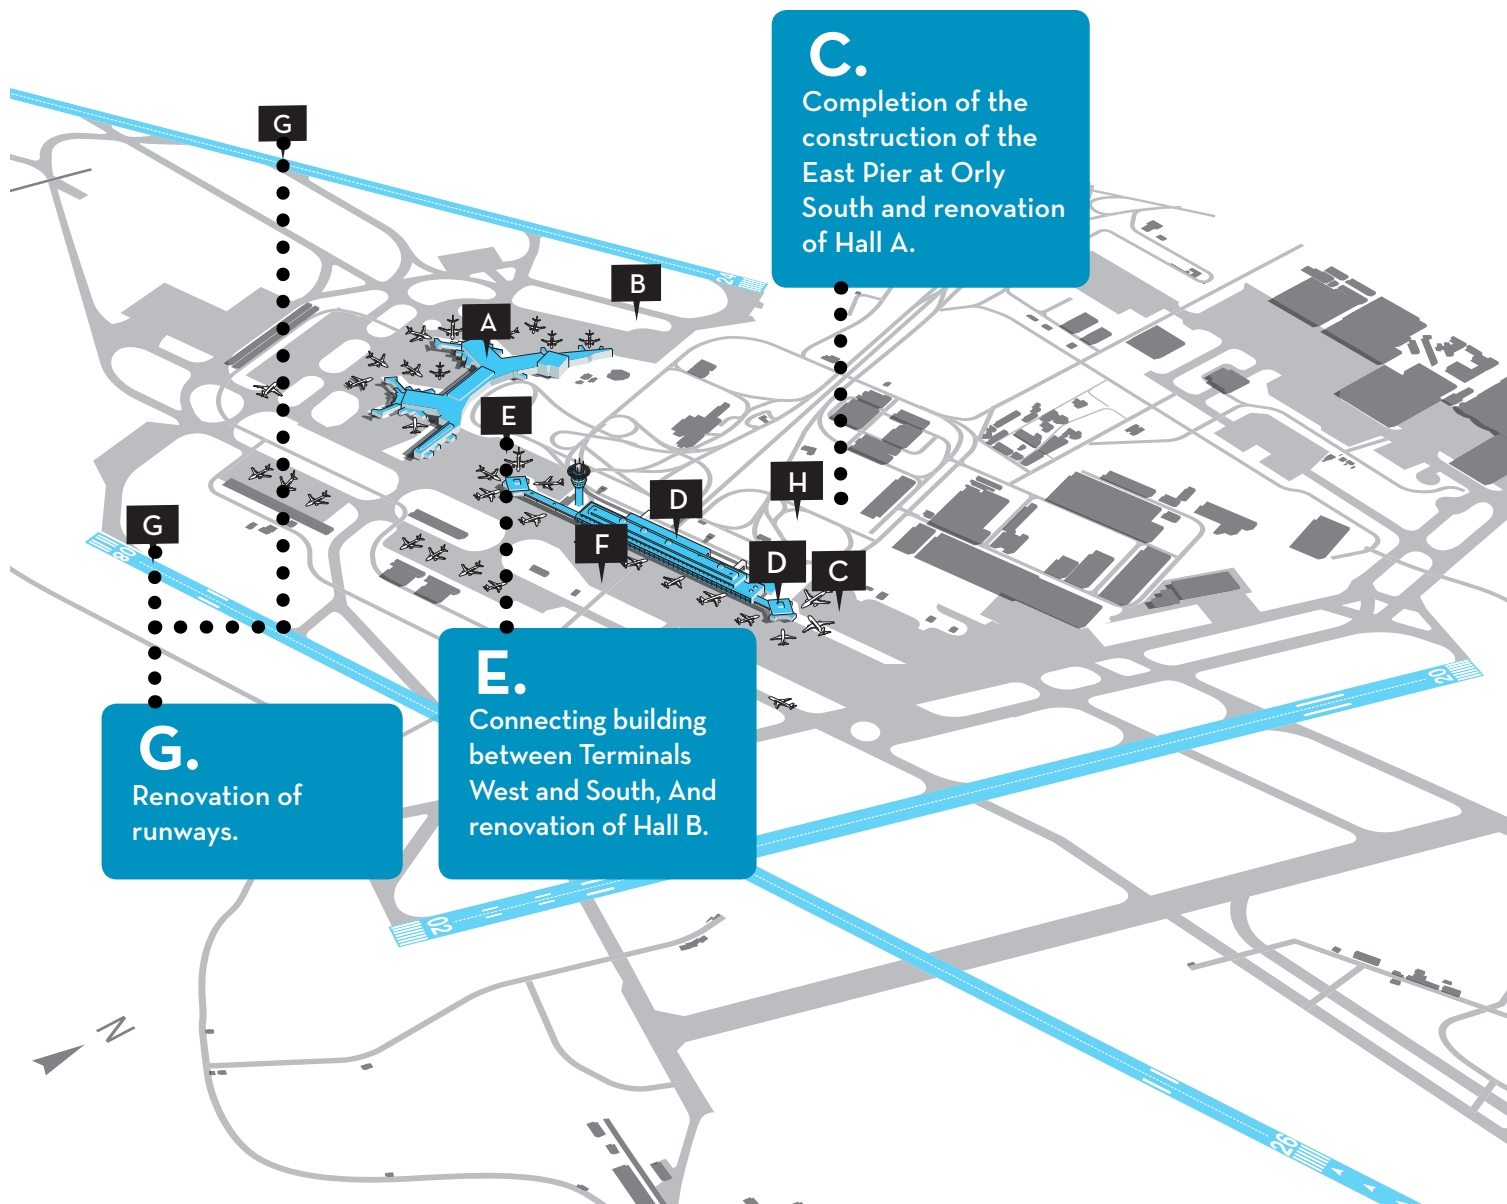 C.
Completion of the
construction of the
East Pier at Orly
South and renovation
of Hall A.
G
24
B
A
E
D
H
G
F
D
C
08
E.
Connecting building
between Terminals
West and South, And
renovation of Hall B.
20
G.
Renovation of
runways.
02
N
26